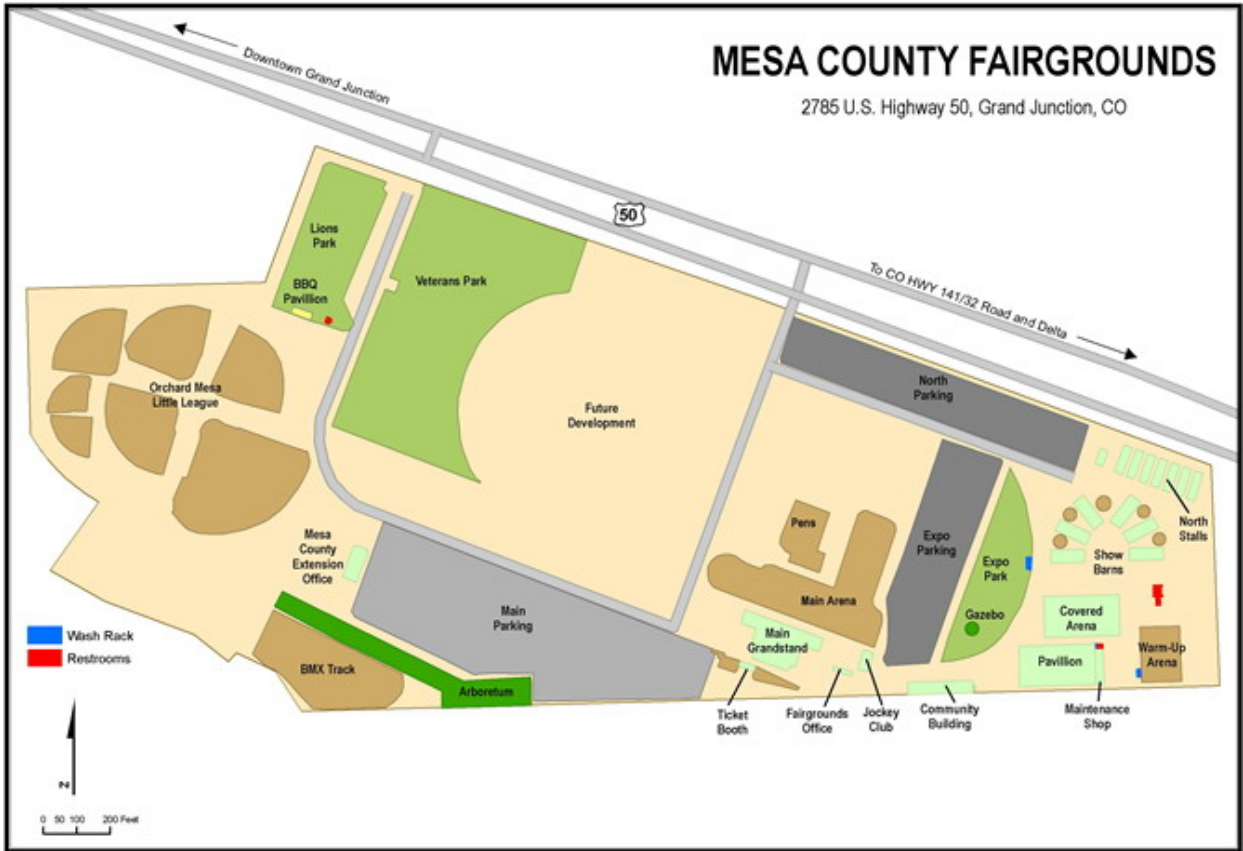 MESA COUNTY FAIRGROUNDS
2785 U.S. Highway 50, Grand Junction, CO
Downtown Grand Junction
50
To CO HWY 141/32 Road and Delta
Lions
Park
BBQ
Pavillion
Veterans Park
Orchard Mesa
Little League
Future
Development
North
Parking
North
Stalls
Pens
Expo
Parking
Expo
Park
Show
Barns
Mesa
County
Extension
Office
Main Arena
Main
Parking
Gazebo
Covered
Arena
Main
Grandstand
Wash Rack
Restrooms
BMX Track
Arboretum
Pavillion
Warm-Up
Arena
Ticket
Booth
Fairgrounds
Office
Jockey
Club
Community
Building
Maintenance
Shop
N
0 50 100 200 Feet